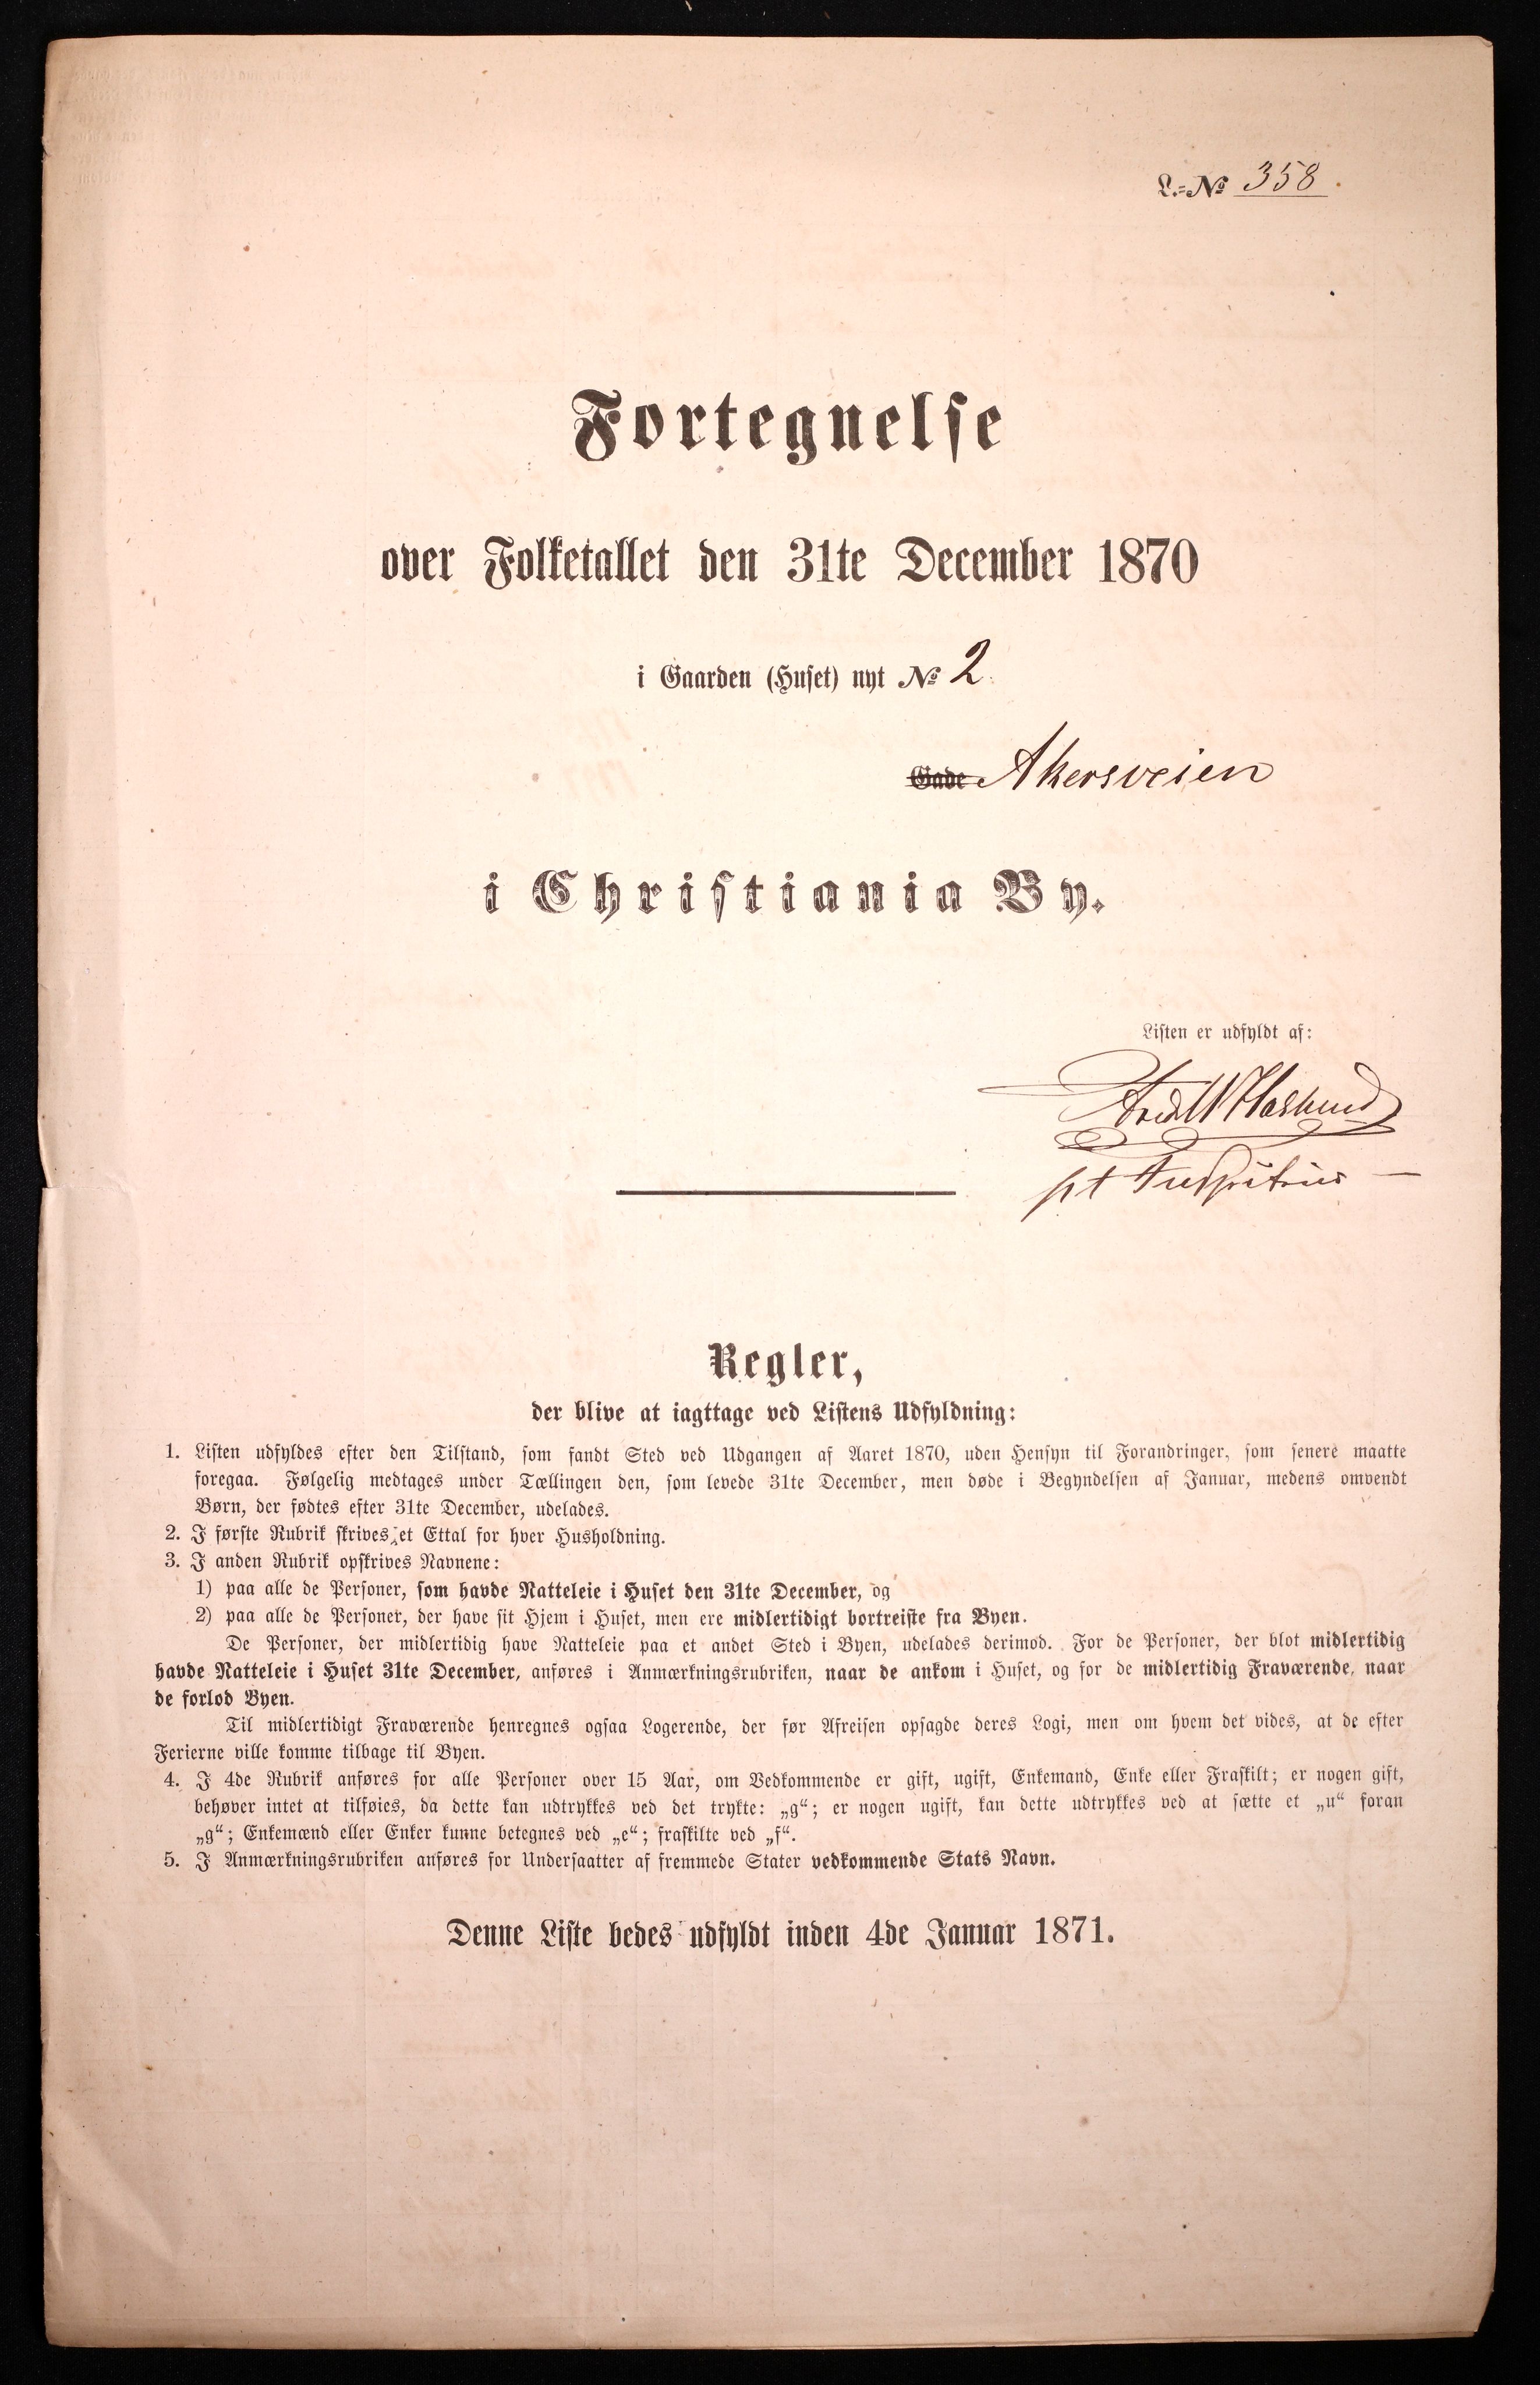 L.=No 358.
Fortegnelse
over Folketallet den 31te December 1870
i Gaarden (Huset) nyt No 2
Gade Akersveien
i Christiania By.
Listen er udfyldt af:
Haslund
pt
Regler,
der blive at iagttage ved Listens Udfyldning:
1. Listen udfyldes efter den Tilstand, som fandt Sted ved Udgangen af Aaret 1870, uden Hensyn til Forandringer, som senere maatte
foregaa. Følgelig medtages under Tællingen den, som levede 31te December, men døde i Begyndelsen af Januar, medens omvendt
Børn, der fødtes efter 31te December, udelades.
2. I første Rubrik skrives et Ettal for hver Husholdning.
3. I anden Rubrik opskrives Navnene:
1) paa alle de Personer, som havde Natteleie i Huset den 31te December, og
2) paa alle de Personer, der have sit Hjem i Huset, men ere midlertidigt bortreiste fra Byen.
De Personer, der midlertidig have Natteleie paa et andet Sted i Byen, udelades derimod. For de Personer, der blot midlertidig
havde Natteleie i Huset 31te December, anføres i Anmærkningsrubriken, naar de ankom i Huset, og for de midlertidig Fraværende, naar
de forlod Byen.
Til midlertidigt Fraværende henregnes ogsaa Logerende, der før Afreisen opsagde deres Logi, men om hvem det vides, at de efter
Ferierne ville komme tilbage til Byen.
4. I 4de Rubrik anføres for alle Personer over 15 Aar, om Vedkommende er gift, ugift, Enkemand, Enke eller Fraskilt; er nogen gift,
behøver intet at tilføies, da dette kan udtrykkes ved det trykte: „g“; er nogen ugift, kan dette udtrykkes ved at sætte et „u“ foran
„g“; Enkemænd eller Enker kunne betegnes ved „e“; fraskilte ved „f“.
5. I Anmærkningsrubriken anføres for Undersaatter af fremmede Stater vedkommende Stats Navn.
Denne Liste bedes udfyldt inden 4de Januar 1871.